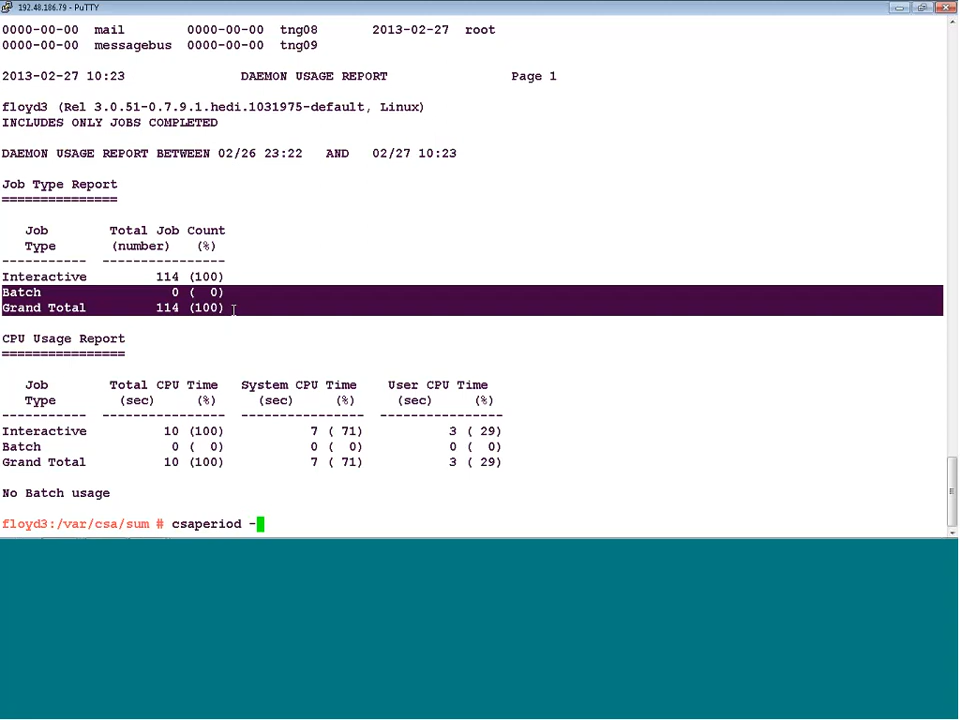 192.48.186.79 - PuTTY
0000-00-00  mail        0000-00-00  tng08       2013-02-27  root
0000-00-00  messagebus  0000-00-00  tng09
2013-02-27 10:23               DAEMON USAGE REPORT                Page 1
floyd3 (Rel 3.0.51-0.7.9.1.hedi.1031975-default, Linux)
INCLUDES ONLY JOBS COMPLETED
DAEMON USAGE REPORT BETWEEN 02/26 23:22   AND   02/27 10:23
Job Type Report
===============
   Job        Total Job Count
   Type       (number)   (%)
-----------  ----------------
Interactive         114 (100)
Batch                 0 (  0)
Grand Total         114 (100)
CPU Usage Report
================
   Job        Total CPU Time   System CPU Time    User CPU Time
   Type        (sec)     (%)     (sec)     (%)     (sec)     (%)
-----------  ----------------  ----------------  ----------------
Interactive          10 (100)           7 ( 71)           3 ( 29)
Batch                 0 (  0)           0 (  0)           0 (  0)
Grand Total          10 (100)           7 ( 71)           3 ( 29)
No Batch usage
floyd3:/var/csa/sum # csaperiod -